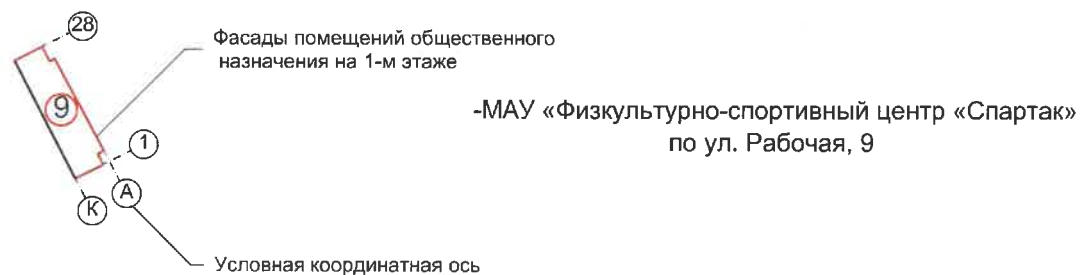 28
Фасады помещений общественного
назначения на 1-м этаже
9
-МАУ «Физкультурно-спортивный центр «Спартак»
по ул. Рабочая, 9
1
А
К
Условная координатная ось